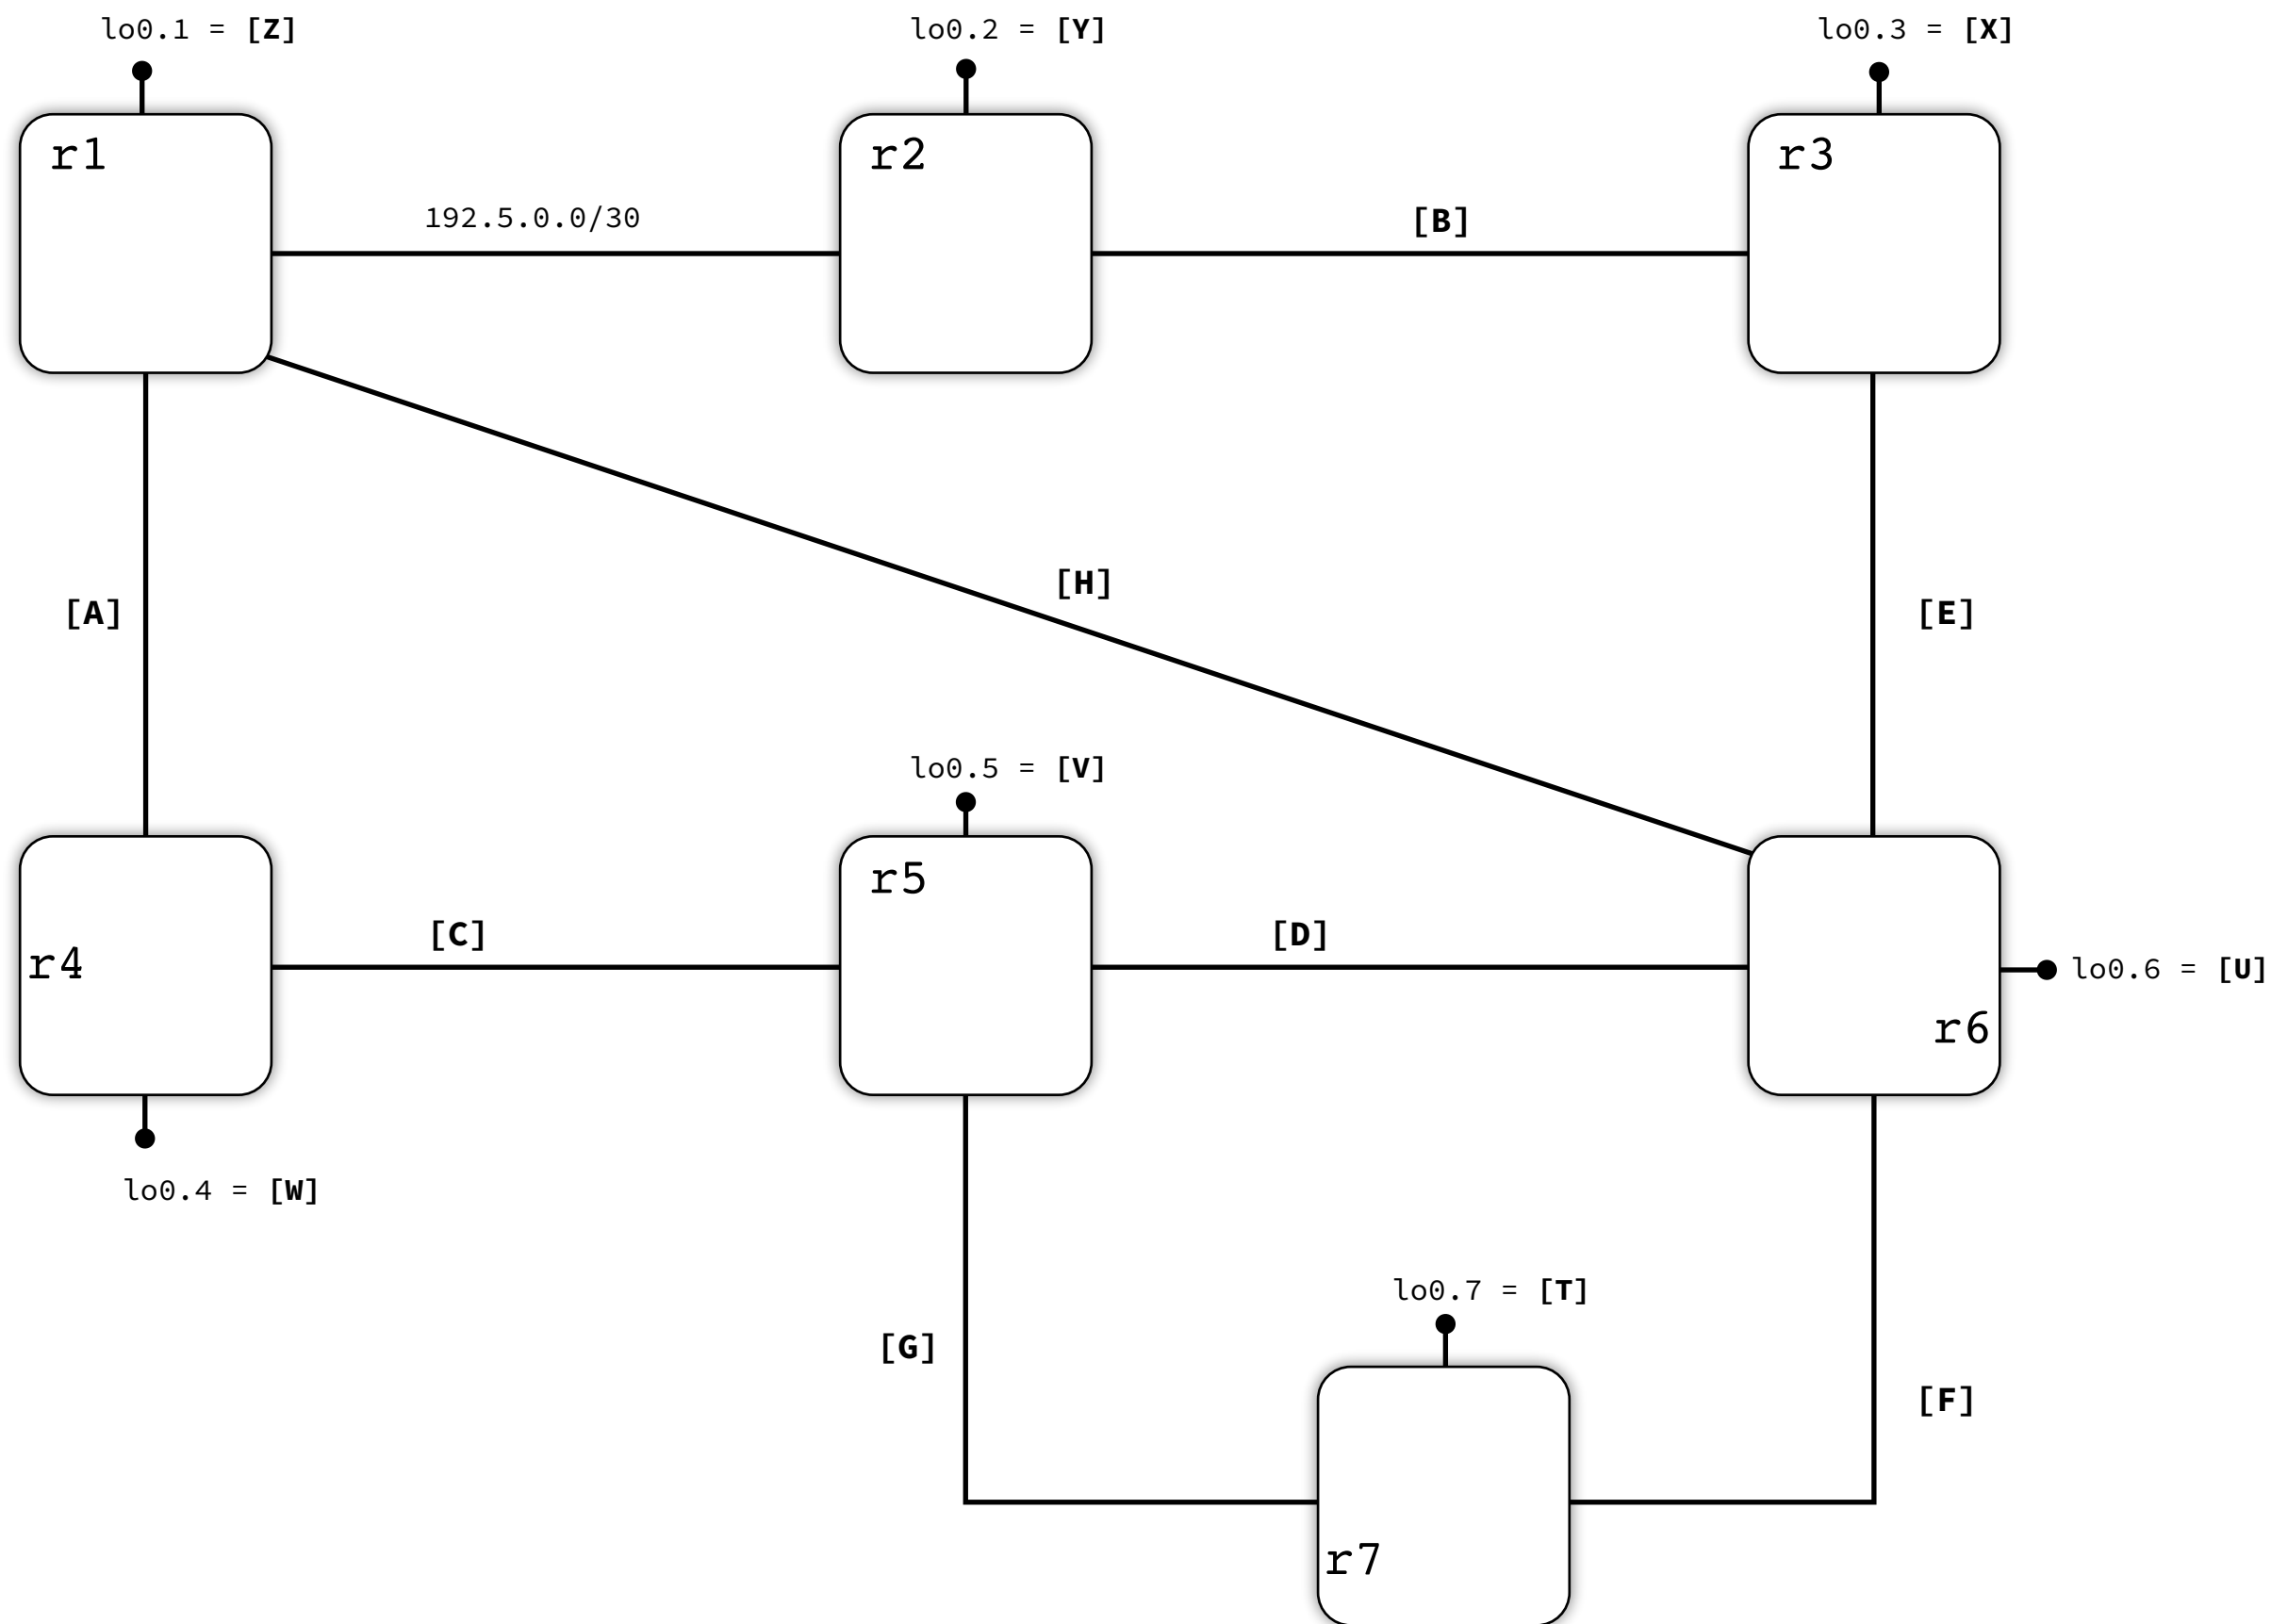 lo0.1 = [Z]
lo0.2 = [Y]
lo0.3 = [X]
r1
r2
r3
192.5.0.0/30
[B]
[H]
[A]
[E]
lo0.5 = [V]
r5
[C]
[D]
r4
lo0.6 = [U]
r6
lo0.4 = [W]
lo0.7 = [T]
[G]
[F]
r7